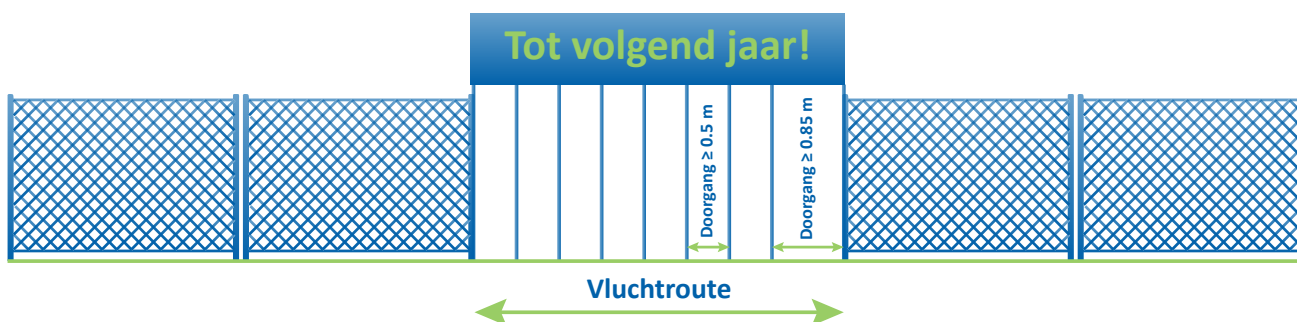 Tot volgend jaar!
Doorgang ≥ 0.5 m
Doorgang ≥ 0.85 m
Vluchtroute